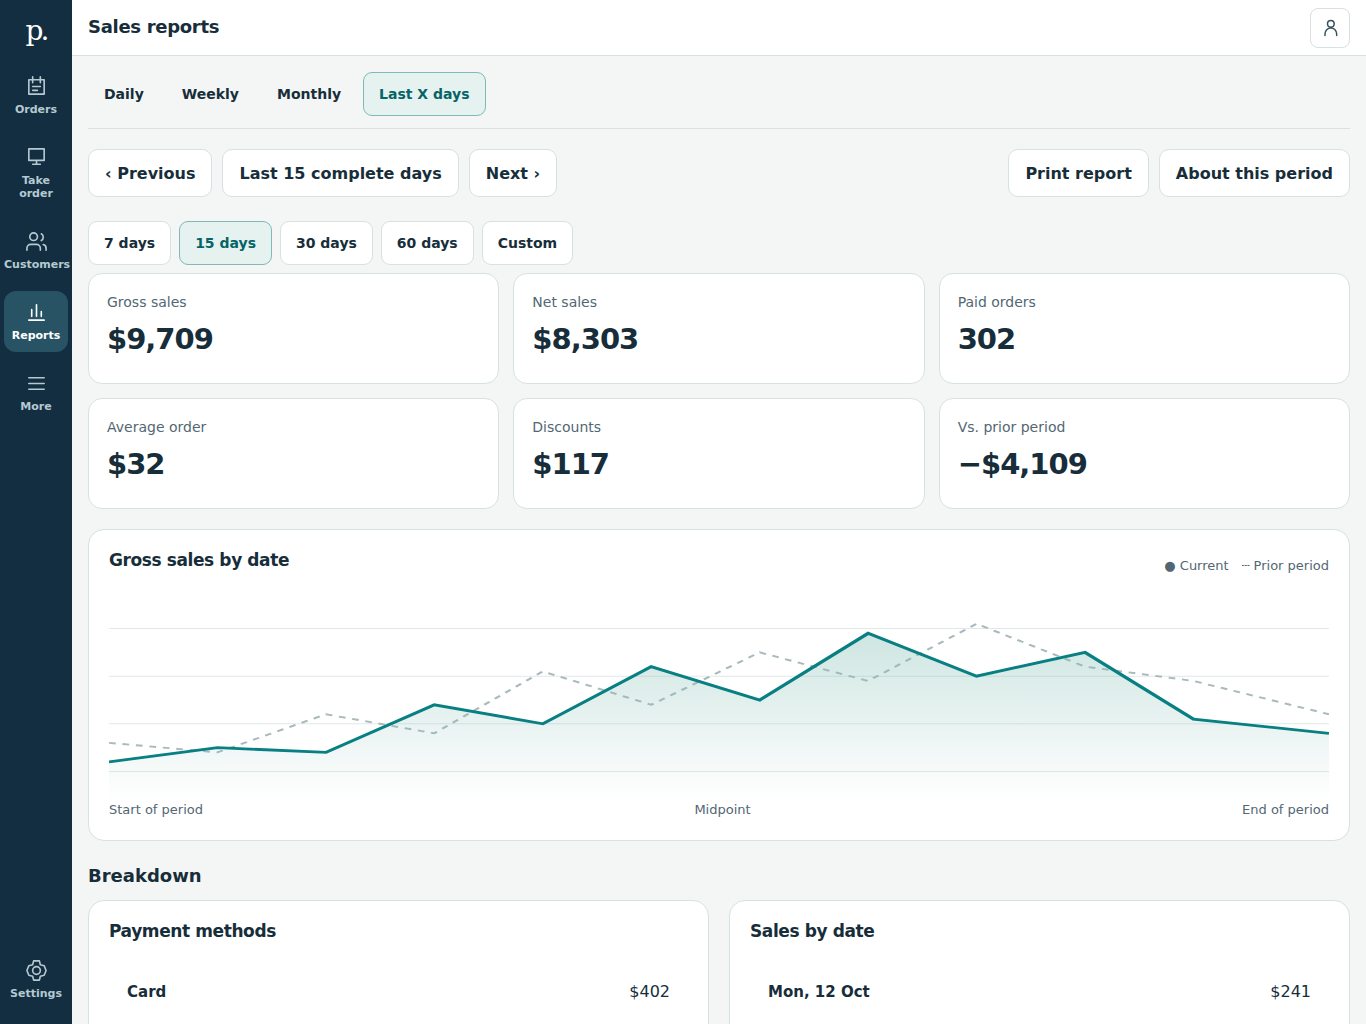 p.
Sales reports
Orders
Take
order
Customers
Reports
More
Settings
Daily Weekly Monthly Last X days
‹ Previous Last 15 complete days Next › Print report About this period
7 days 15 days 30 days 60 days Custom
Gross sales Net sales Paid orders
$9,709 $8,303 302
Average order Discounts Vs. prior period
$32 $117 −$4,109
Gross sales by date
● Current ┄ Prior period
Start of period Midpoint End of period
Breakdown
Payment methods
Card $402
Sales by date
Mon, 12 Oct $241